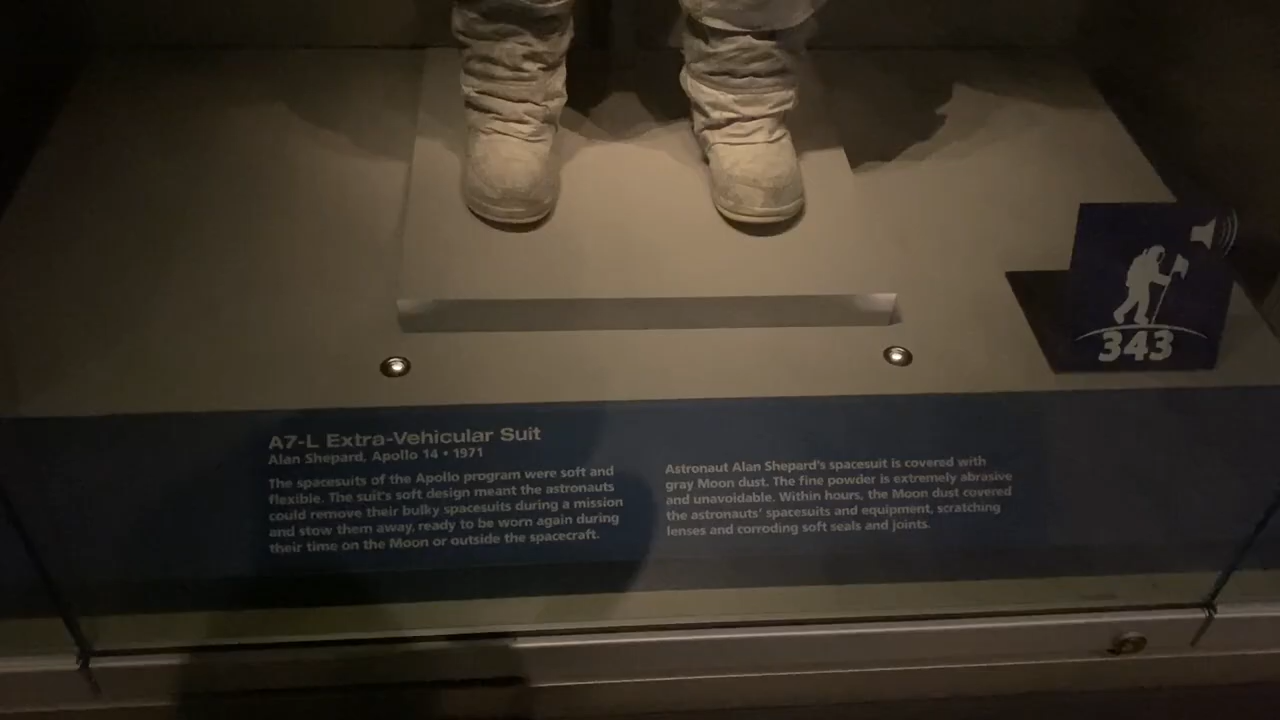 343
A7-L Extra-Vehicular Suit
Alan Shepard, Apollo 14 • 1971
The spacesuits of the Apollo program were soft and
flexible. The suit's soft design meant the astronauts
could remove their bulky spacesuits during a mission
and stow them away, ready to be worn again during
their time on the Moon or outside the spacecraft.
Astronaut Alan Shepard's spacesuit is covered with
gray Moon dust. The fine powder is extremely abrasive
and unavoidable. Within hours, the Moon dust covered
the astronauts' spacesuits and equipment, scratching
lenses and corroding soft seals and joints.